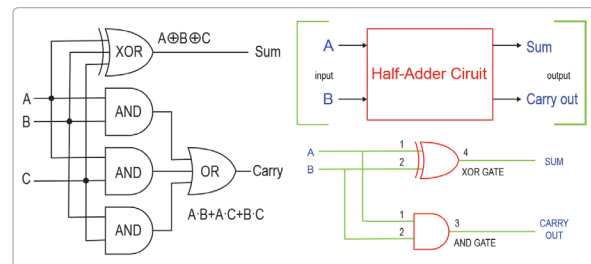 A⊕B⊕C
XOR
Sum
A
B
C
AND
AND
AND
OR
Carry
A·B+A·C+B·C
A
B
input
Half-Adder Ciruit
Sum
Carry out
output
A
B
1
2
4
XOR GATE
SUM
1
2
3
AND GATE
CARRY
OUT